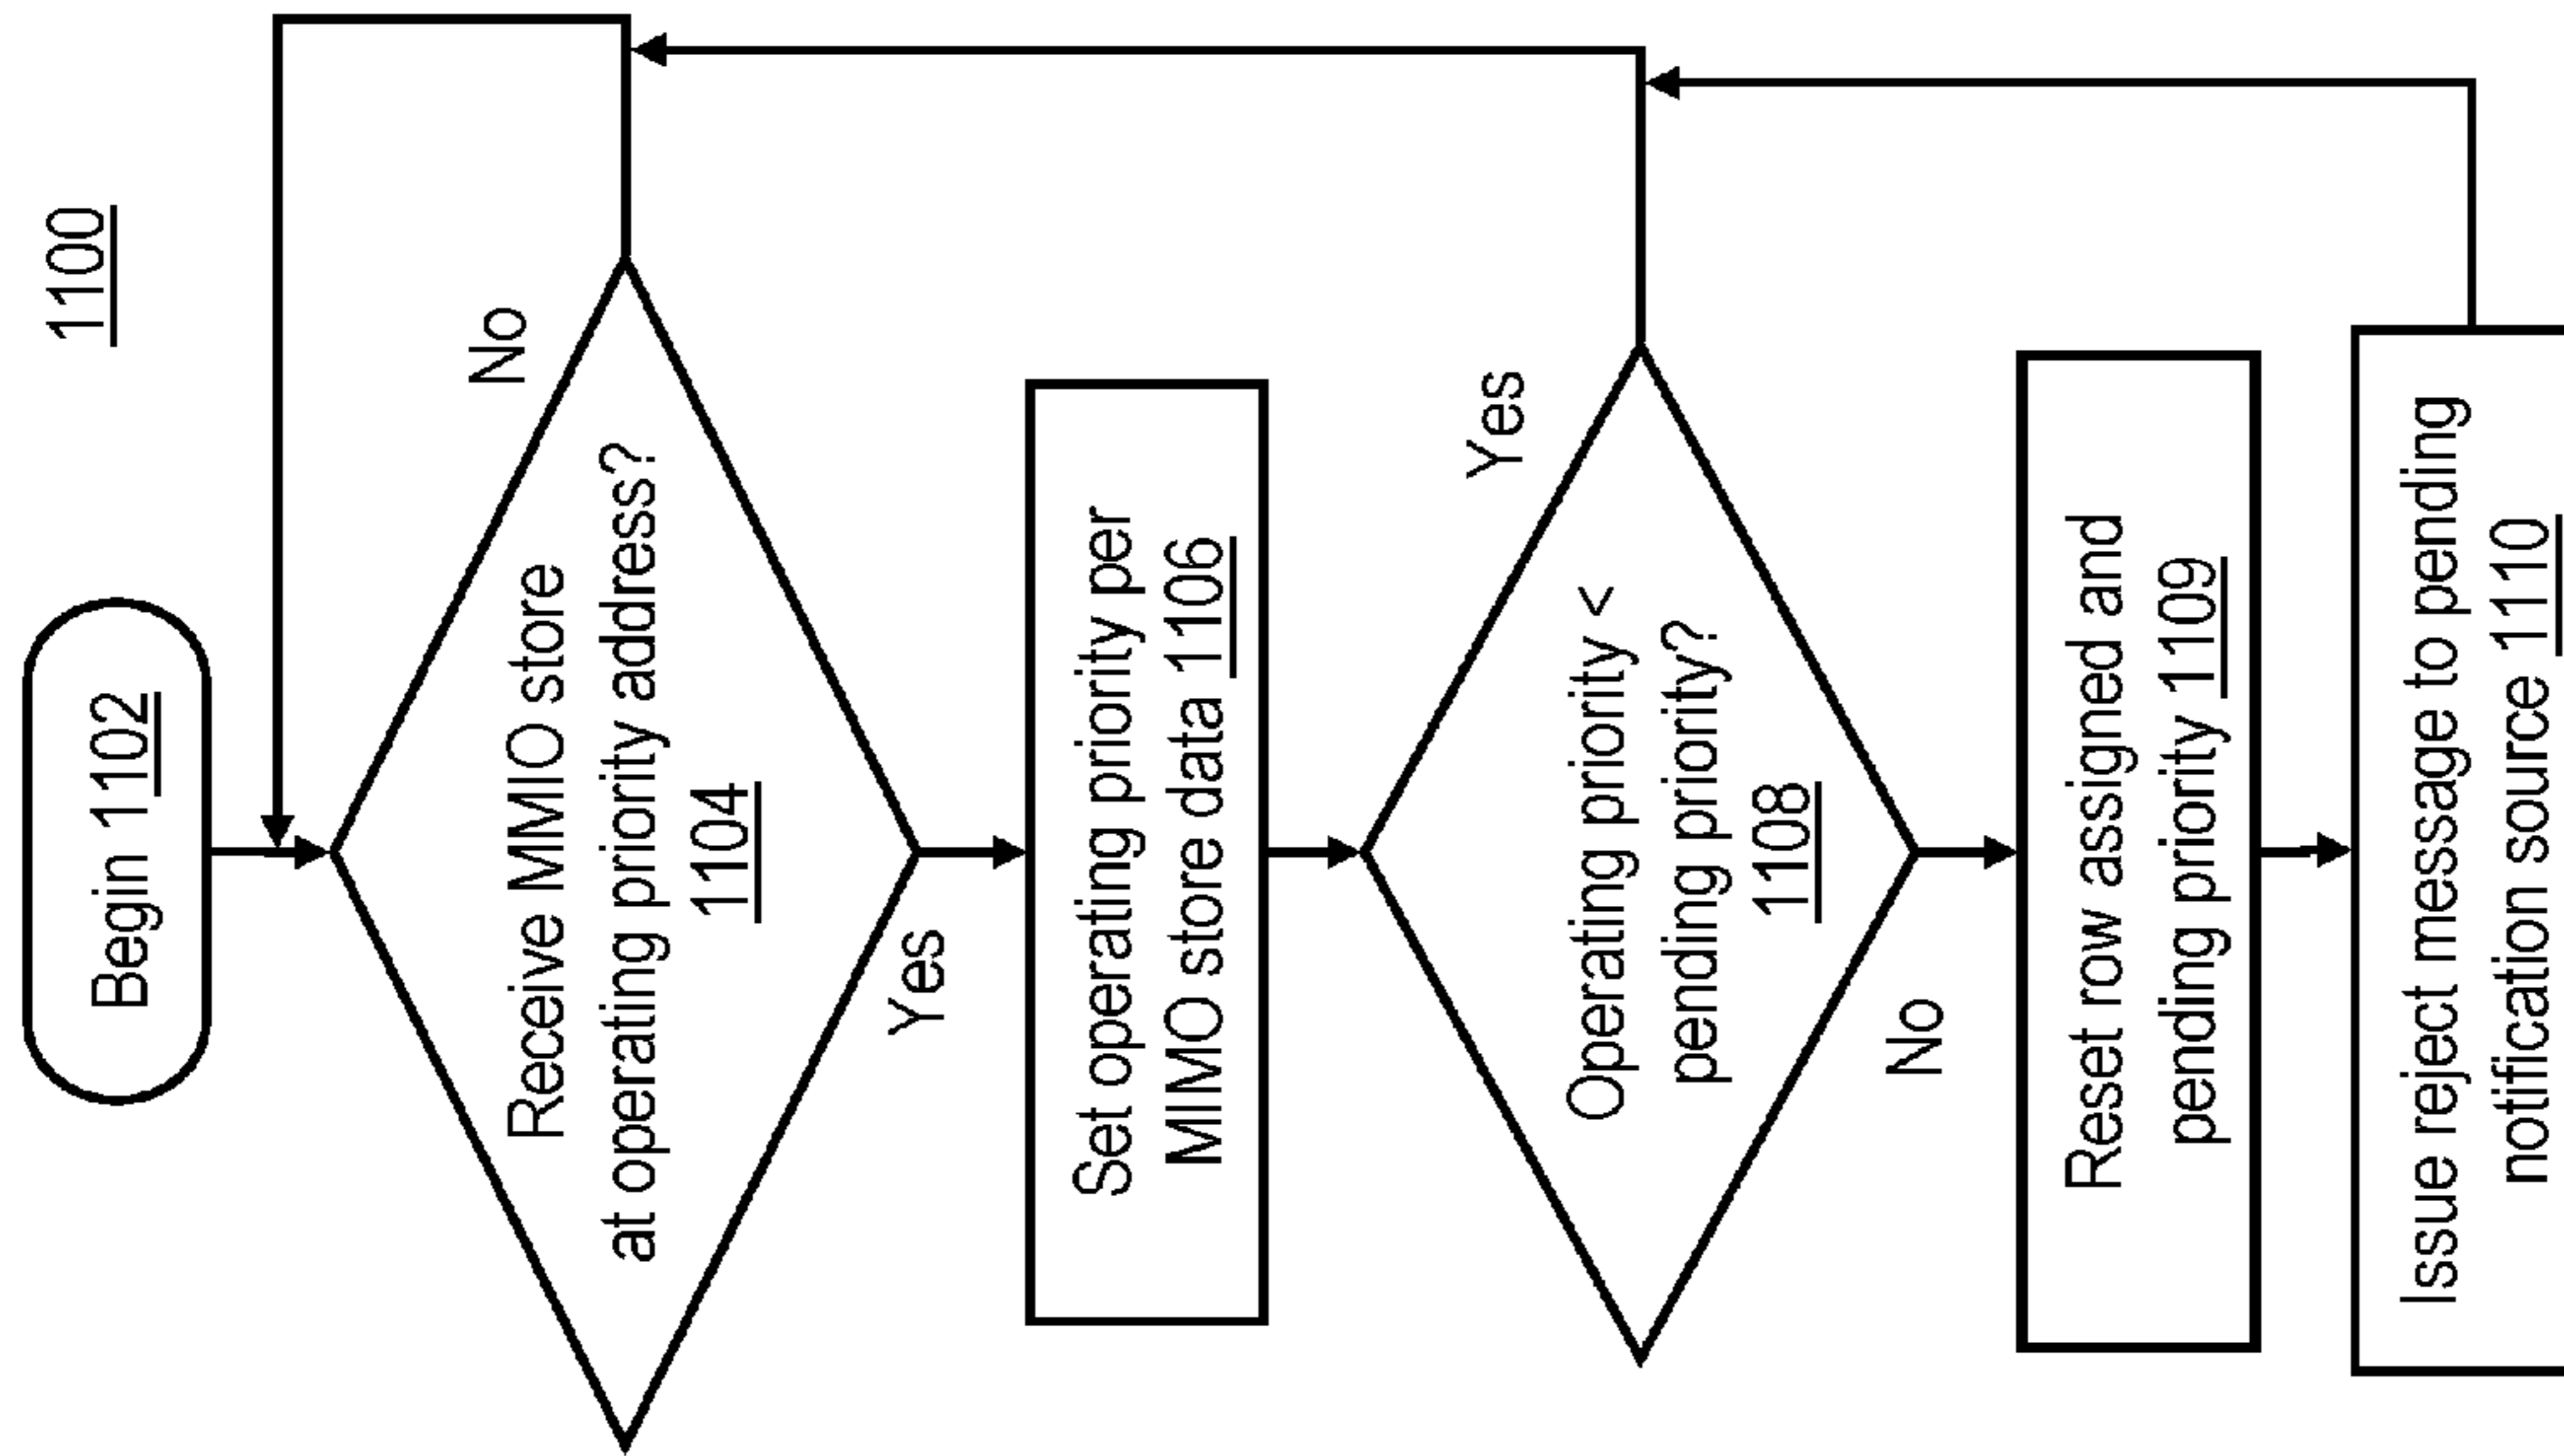 1100
Begin 1102
Receive MMIO store
at operating priority address?
1104
No
Yes
Set operating priority per
MIMO store data 1106
Operating priority <
pending priority?
1108
Yes
No
Reset row assigned and
pending priority 1109
Issue reject message to pending
notification source 1110